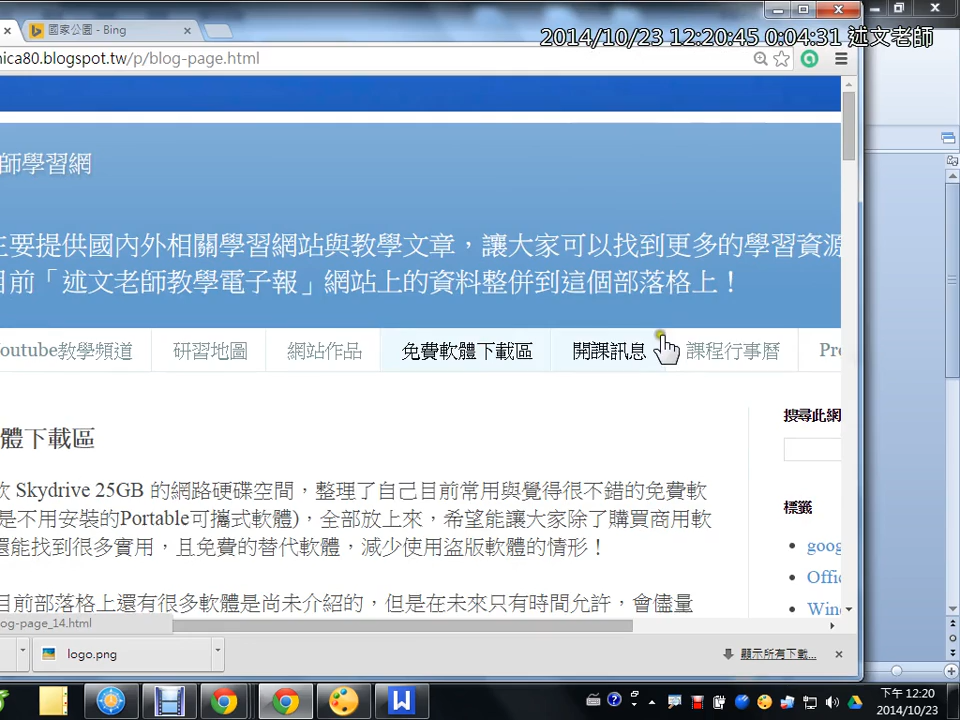 國家公園 - Bing
2014/10/23 12:20:45 0:04:31 述文老師
nica80.blogspot.tw/p/blog-page.html
師學習網
主要提供國內外相關學習網站與教學文章，讓大家可以找到更多的學習資源
目前「述文老師教學電子報」網站上的資料整併到這個部落格上！
outube教學頻道 研習地圖 網站作品 免費軟體下載區 開課訊息 課程行事曆 Pr
搜尋此網
體下載區
軟 Skydrive 25GB 的網路硬碟空間，整理了自己目前常用與覺得很不錯的免費軟
是不用安裝的Portable可攜式軟體)，全部放上來，希望能讓大家除了購買商用軟
還能找到很多實用，且免費的替代軟體，減少使用盜版軟體的情形！
標籤
goog
Offi
Win
目前部落格上還有很多軟體是尚未介紹的，但是在未來只有時間允許，會儘量
og-page_14.html
logo.png
顯示所有下載...
下午 12:20
2014/10/23